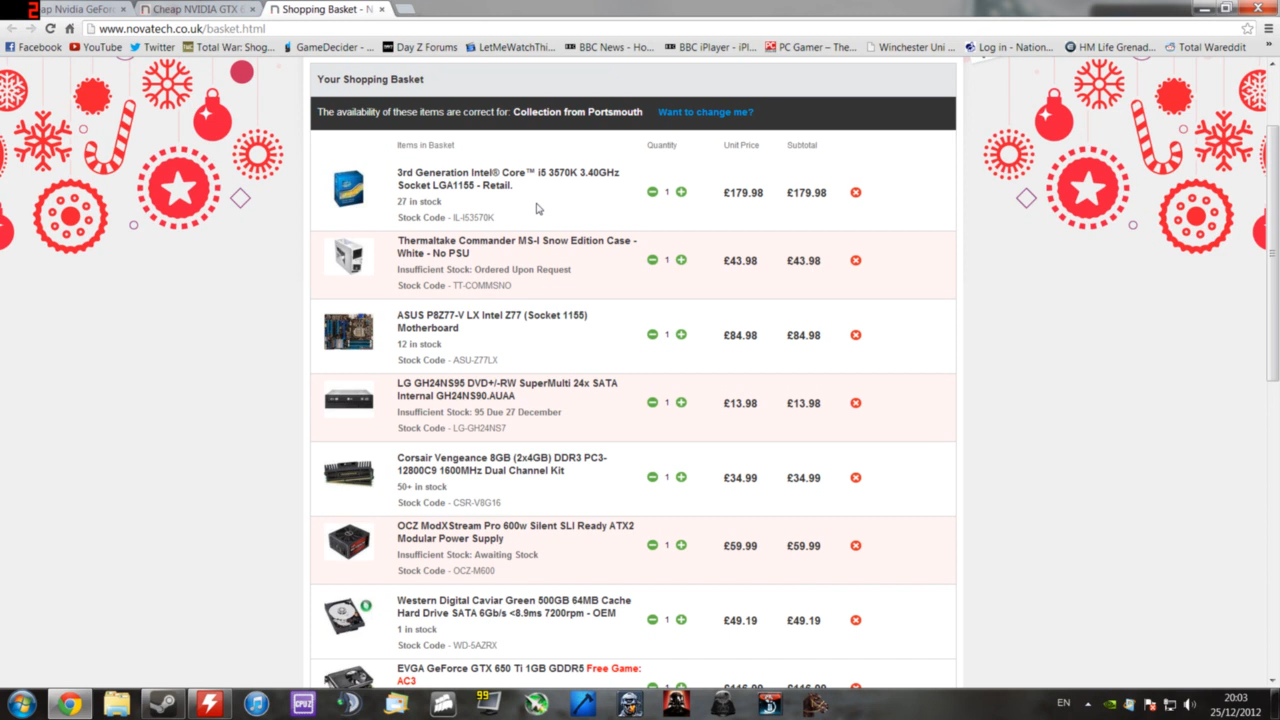 2
ap Nvidia GeFor
Cheap NVIDIA GTX 6
Shopping Basket - N
www.novatech.co.uk/basket.html
Facebook YouTube Twitter Total War: Shog... GameDecider - ... Day Z Forums LetMeWatchThi... BBC News - Ho... BBC iPlayer - iPl... PC Gamer – The... Winchester Uni ... Log in - Nation... HM Life Grenad... Total Wareddit »
Your Shopping Basket
The availability of these items are correct for: Collection from Portsmouth Want to change me?
Items in Basket Quantity Unit Price Subtotal
3rd Generation Intel® Core™ i5 3570K 3.40GHz
Socket LGA1155 - Retail.
27 in stock
Stock Code - IL-I53570K
1 £179.98 £179.98
Thermaltake Commander MS-I Snow Edition Case -
White - No PSU
Insufficient Stock: Ordered Upon Request
Stock Code - TT-COMMSNO
1 £43.98 £43.98
ASUS P8Z77-V LX Intel Z77 (Socket 1155)
Motherboard
12 in stock
Stock Code - ASU-Z77LX
1 £84.98 £84.98
LG GH24NS95 DVD+/-RW SuperMulti 24x SATA
Internal GH24NS90.AUAA
Insufficient Stock: 95 Due 27 December
Stock Code - LG-GH24NS7
1 £13.98 £13.98
Corsair Vengeance 8GB (2x4GB) DDR3 PC3-
12800C9 1600MHz Dual Channel Kit
50+ in stock
Stock Code - CSR-V8G16
1 £34.99 £34.99
OCZ ModXStream Pro 600w Silent SLI Ready ATX2
Modular Power Supply
Insufficient Stock: Awaiting Stock
Stock Code - OCZ-M600
1 £59.99 £59.99
Western Digital Caviar Green 500GB 64MB Cache
Hard Drive SATA 6Gb/s <8.9ms 7200rpm - OEM
1 in stock
Stock Code - WD-5AZRX
1 £49.19 £49.19
EVGA GeForce GTX 650 Ti 1GB GDDR5 Free Game:
AC3
CPU Z
99
EN
20:03
25/12/2012